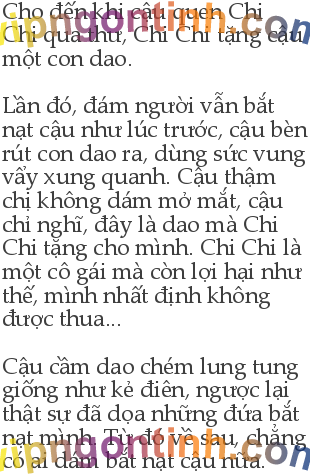 Cho đến khi cậu quen Chi
Chi qua thư, Chi Chi tặng cậu
một con dao.
Lần đó, đám người vẫn bắt
nạt cậu như lúc trước, cậu bèn
rút con dao ra, dùng sức vung
vẩy xung quanh. Cậu thậm
chị không dám mở mắt, cậu
chỉ nghĩ, đây là dao mà Chi
Chi tặng cho mình. Chi Chi là
một cô gái mà còn lợi hại như
thế, mình nhất định không
được thua...
Cậu cầm dao chém lung tung
giống như kẻ điên, ngược lại
thật sự đã dọa những đứa bắt
nạt mình. Từ đó về sau, chẳng
có ai dám bắt nạt cậu nữa.
vipngontinh.com
vipngontinh.com